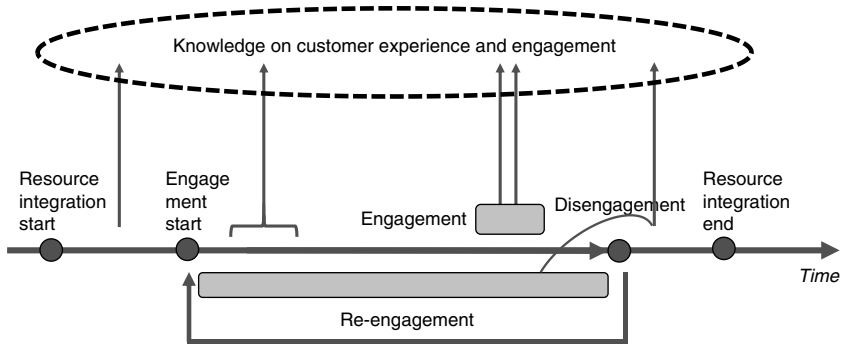 Knowledge on customer experience and engagement
Resource
integration
start
Engage
ment
start
Engagement
Disengagement
Resource
integration
end
Time
Re-engagement